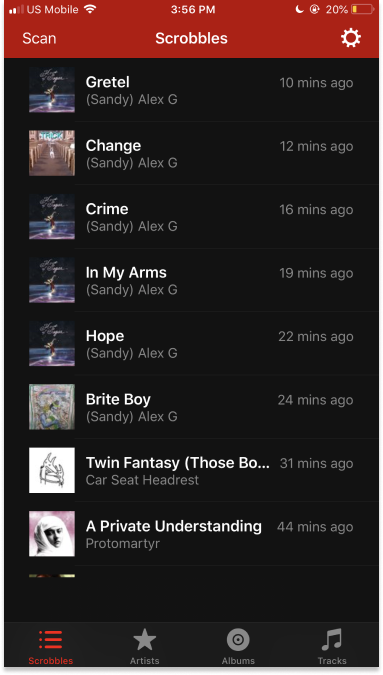 US Mobile 3:56 PM 20%
Scan Scrobbles
Gretel 10 mins ago
(Sandy) Alex G
Change 12 mins ago
(Sandy) Alex G
Crime 16 mins ago
(Sandy) Alex G
In My Arms 19 mins ago
(Sandy) Alex G
Hope 22 mins ago
(Sandy) Alex G
Brite Boy 24 mins ago
(Sandy) Alex G
Twin Fantasy (Those Bo... 31 mins ago
Car Seat Headrest
A Private Understanding 44 mins ago
Protomartyr
Scrobbles Artists Albums Tracks